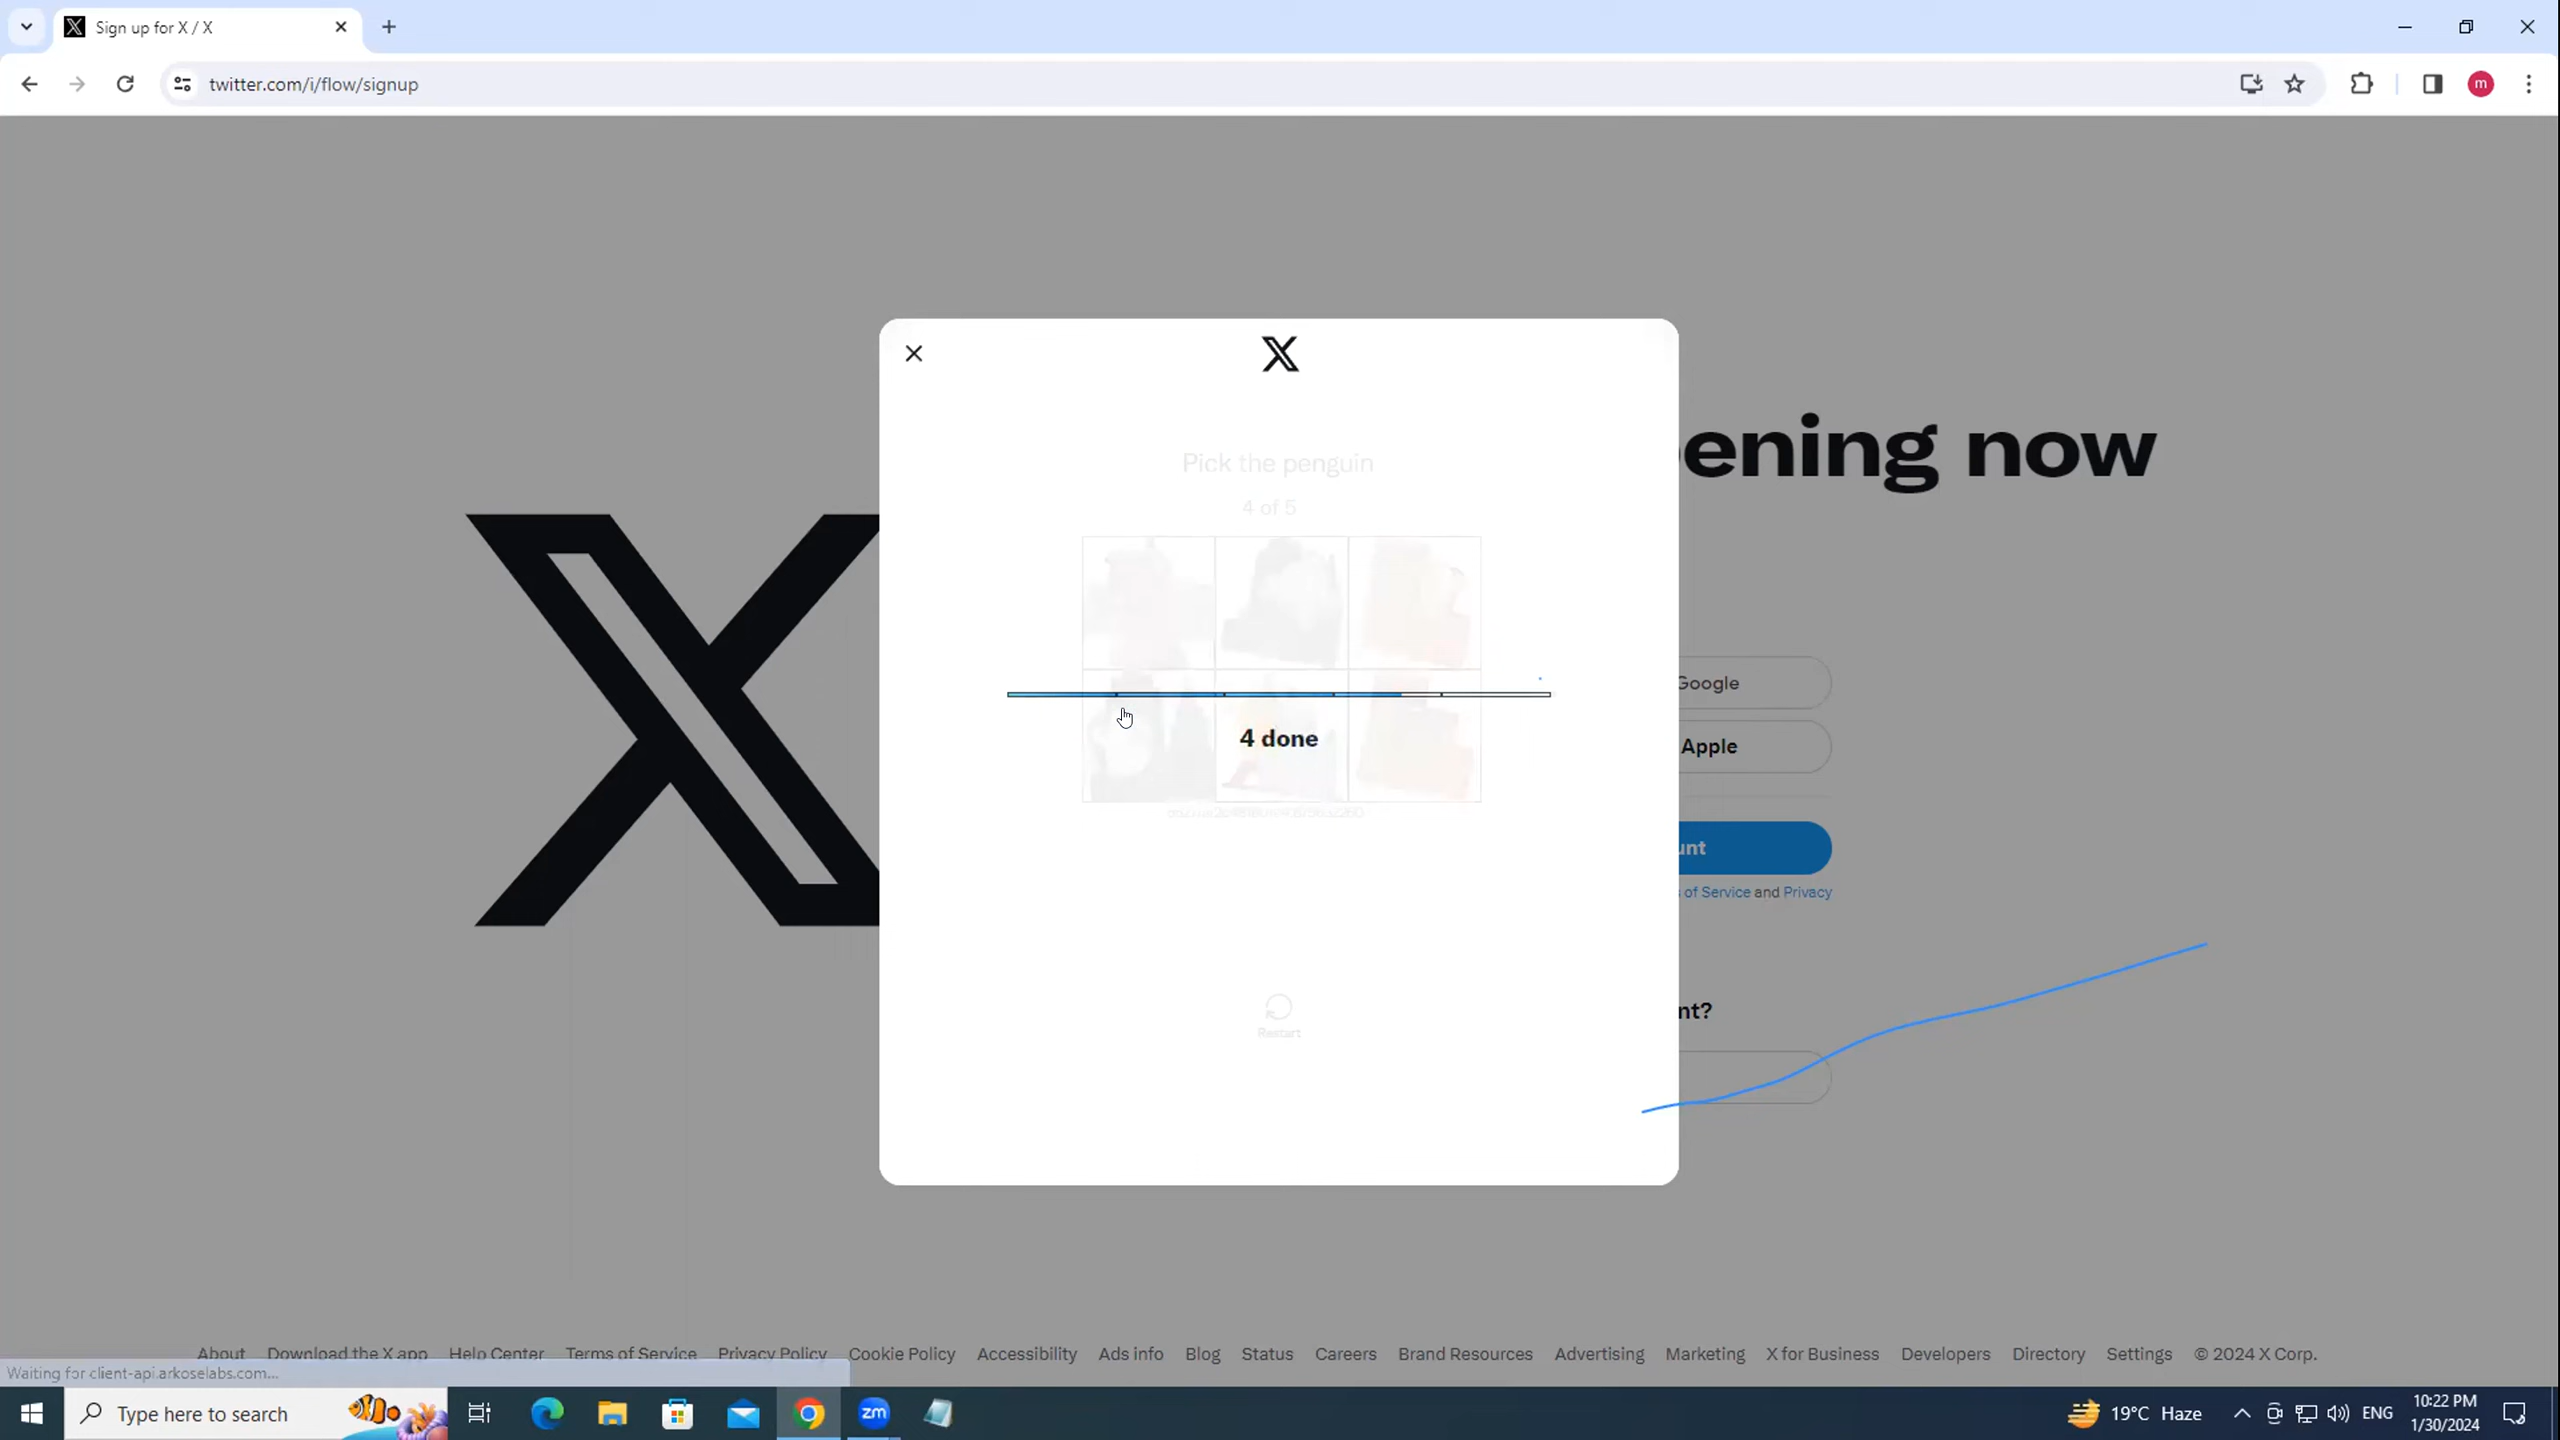 Sign up for X / X
twitter.com/i/flow/signup
m
pening now
Pick the penguin
4 of 5
4 done
Restart
Google
Apple
unt
of Service and Privacy
nt?
About Download the X app Help Center Terms of Service Privacy Policy Cookie Policy Accessibility Ads info Blog Status Careers Brand Resources Advertising Marketing X for Business Developers Directory Settings © 2024 X Corp.
Waiting for client-api.arkoselabs.com...
Type here to search
zm
19°C Haze
ENG
10:22 PM
1/30/2024